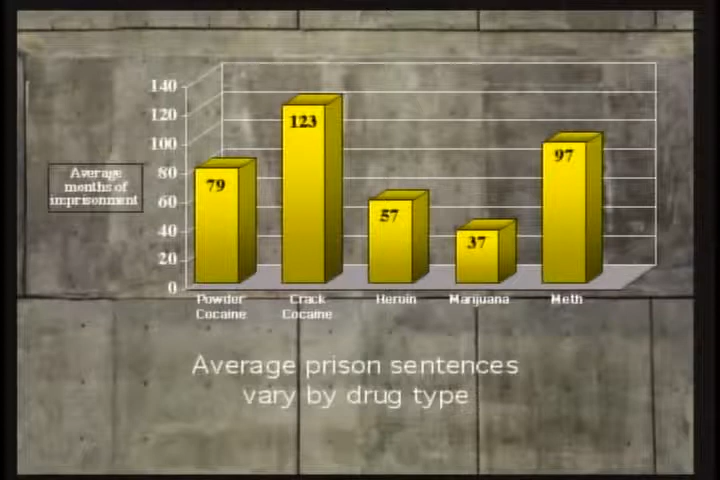 140
120
100
80
60
40
20
0
Average
months of
imprisonment
79
123
57
37
97
Powder
Cocaine
Crack
Cocaine
Heroin
Marijuana
Meth
Average prison sentences
vary by drug type